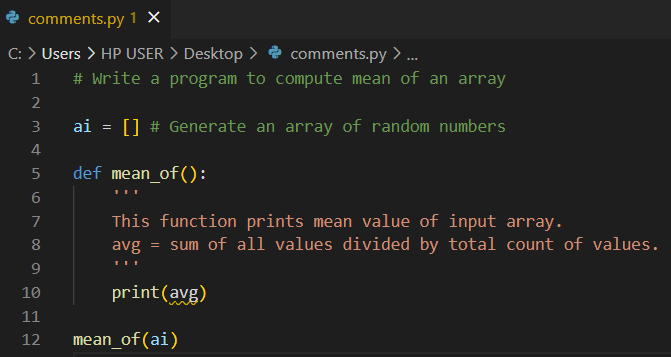 comments.py 1 ×
C: > Users > HP USER > Desktop > comments.py > ...
1 # Write a program to compute mean of an array
2
3 ai = [] # Generate an array of random numbers
4
5 def mean_of():
6     '''
7     This function prints mean value of input array.
8     avg = sum of all values divided by total count of values.
9     '''
10     print(avg)
11
12 mean_of(ai)